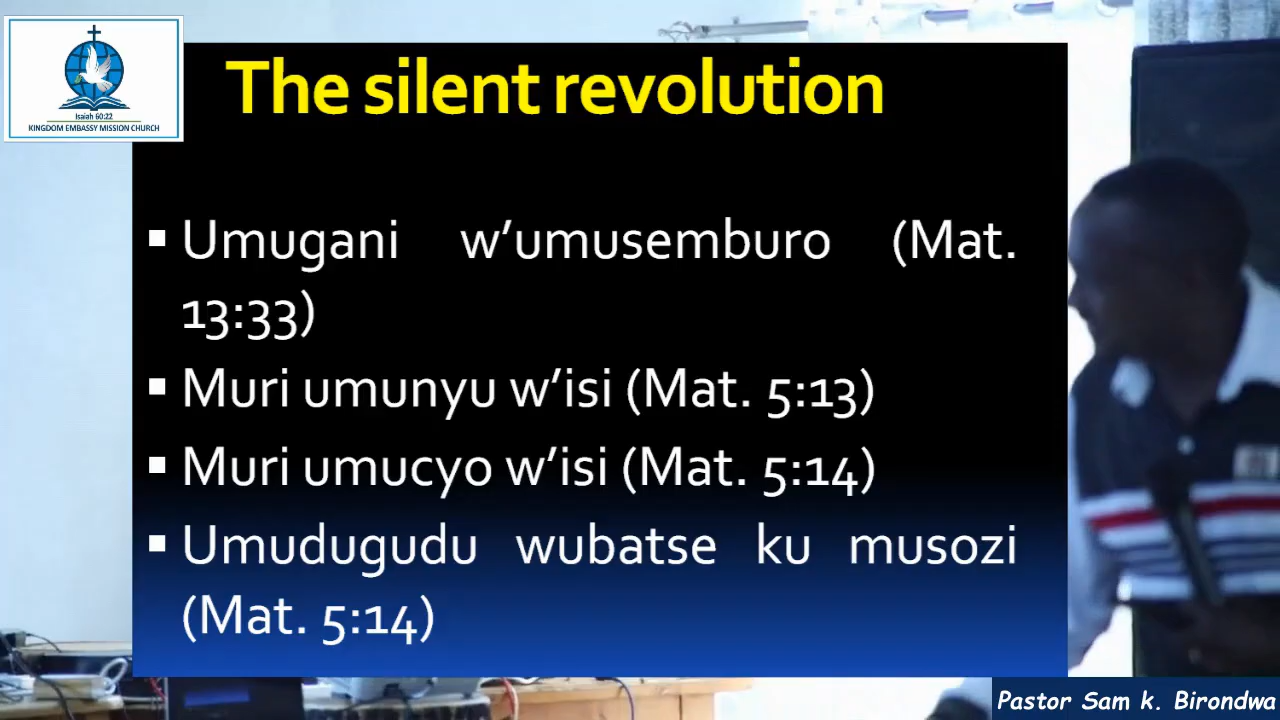 Isaiah 60:22
KINGDOM EMBASSY MISSION CHURCH
The silent revolution
▪ Umugani w’umusemburo (Mat.
13:33)
▪ Muri umunyu w’isi (Mat. 5:13)
▪ Muri umucyo w’isi (Mat. 5:14)
▪ Umudugudu wubatse ku musozi
(Mat. 5:14)
Pastor Sam k. Birondwa